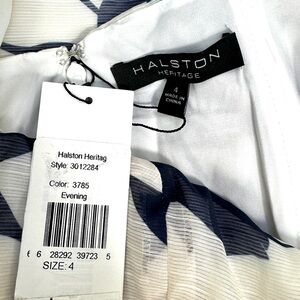 HALSTON
HERITAGE
4
MADE IN
CHINA
Halston Heritag
Style: 3012284
Color: 3785
Evening
6 28292 39723 5
SIZE: 4